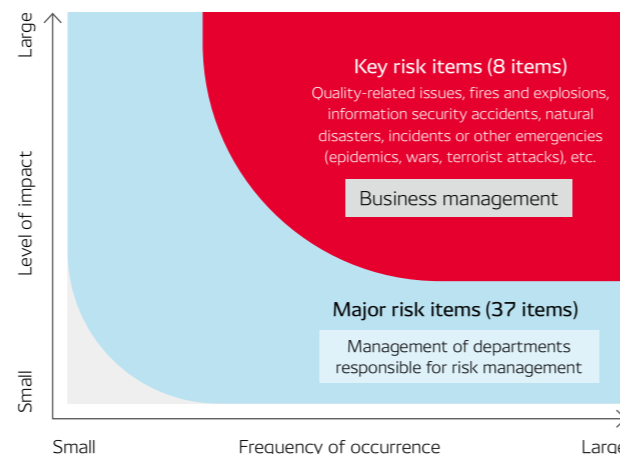 Large
Level of impact
Small
Key risk items (8 items)
Quality-related issues, fires and explosions,
information security accidents, natural
disasters, incidents or other emergencies
(epidemics, wars, terrorist attacks), etc.
Business management
Major risk items (37 items)
Management of departments
responsible for risk management
Small
Frequency of occurrence
Large